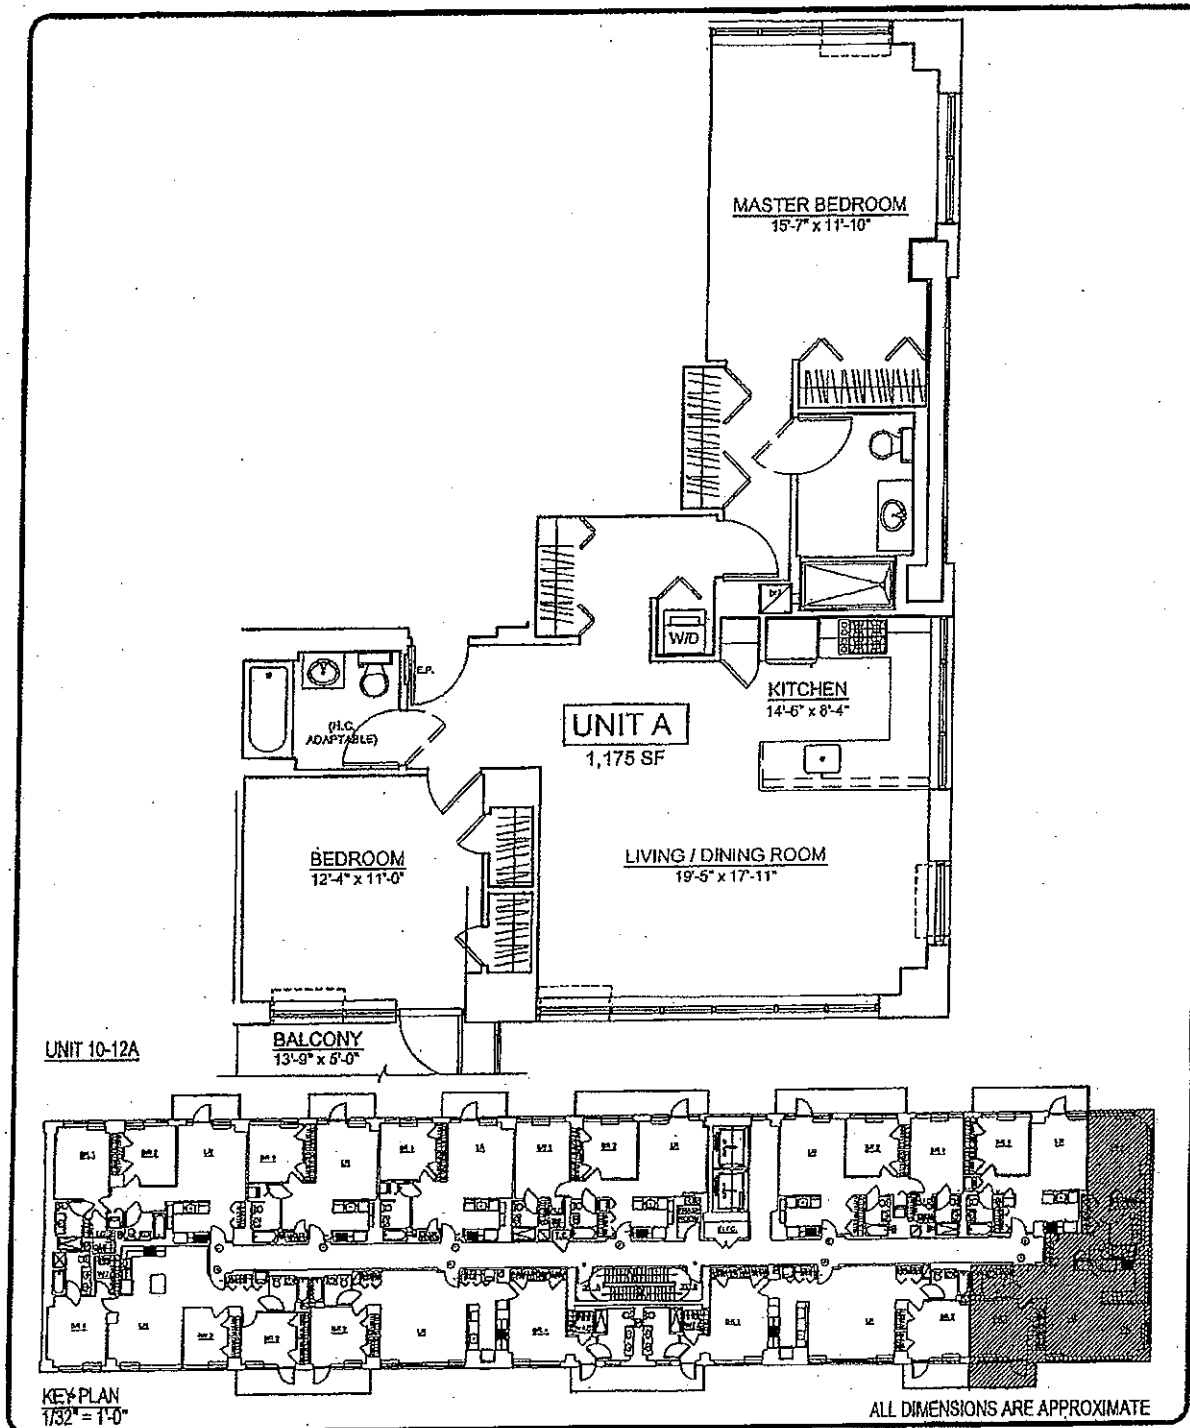 MASTER BEDROOM
15'-7" x 11'-10"
W/D
E.P.
KITCHEN
14'-6" x 8'-4"
(H.C.
ADAPTABLE)
UNIT A
1,175 SF
BEDROOM
12'-4" x 11'-0"
LIVING / DINING ROOM
19'-5" x 17'-11"
UNIT 10-12A
BALCONY
13'-9" x 5'-0"
KEY PLAN
1/32" = 1'-0"
ALL DIMENSIONS ARE APPROXIMATE